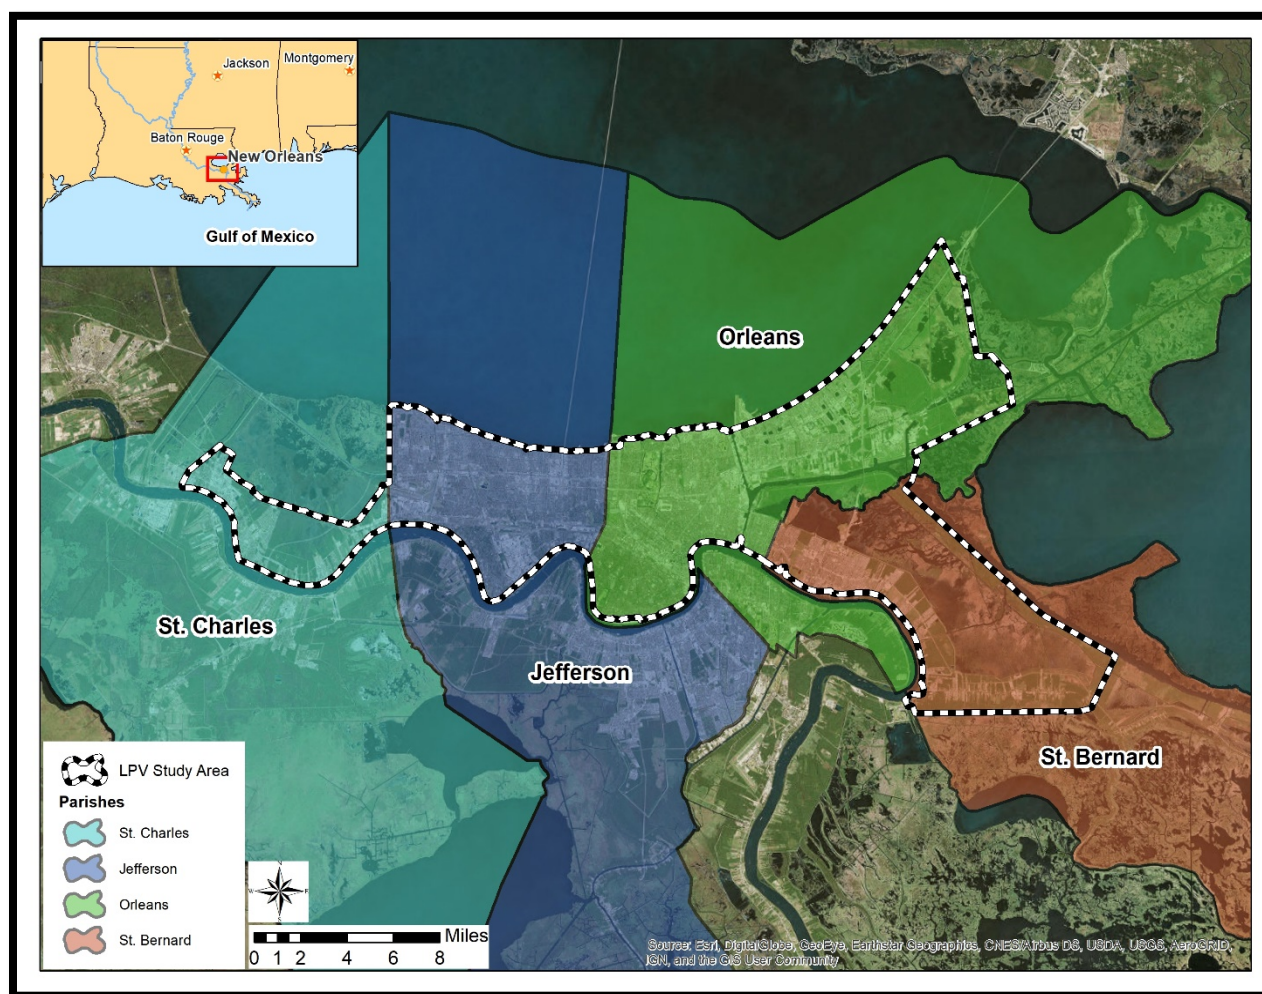 Jackson
Montgomery
Baton Rouge
New Orleans
Gulf of Mexico
Orleans
St. Charles
Jefferson
St. Bernard
LPV Study Area
Parishes
St. Charles
Jefferson
Orleans
St. Bernard
N
W
E
S
Miles
0 1 2 4 6 8
Source: Esri, DigitalGlobe, GeoEye, Earthstar Geographics, CNES/Airbus DS, USDA, USGS, AeroGRID,
IGN, and the GIS User Community